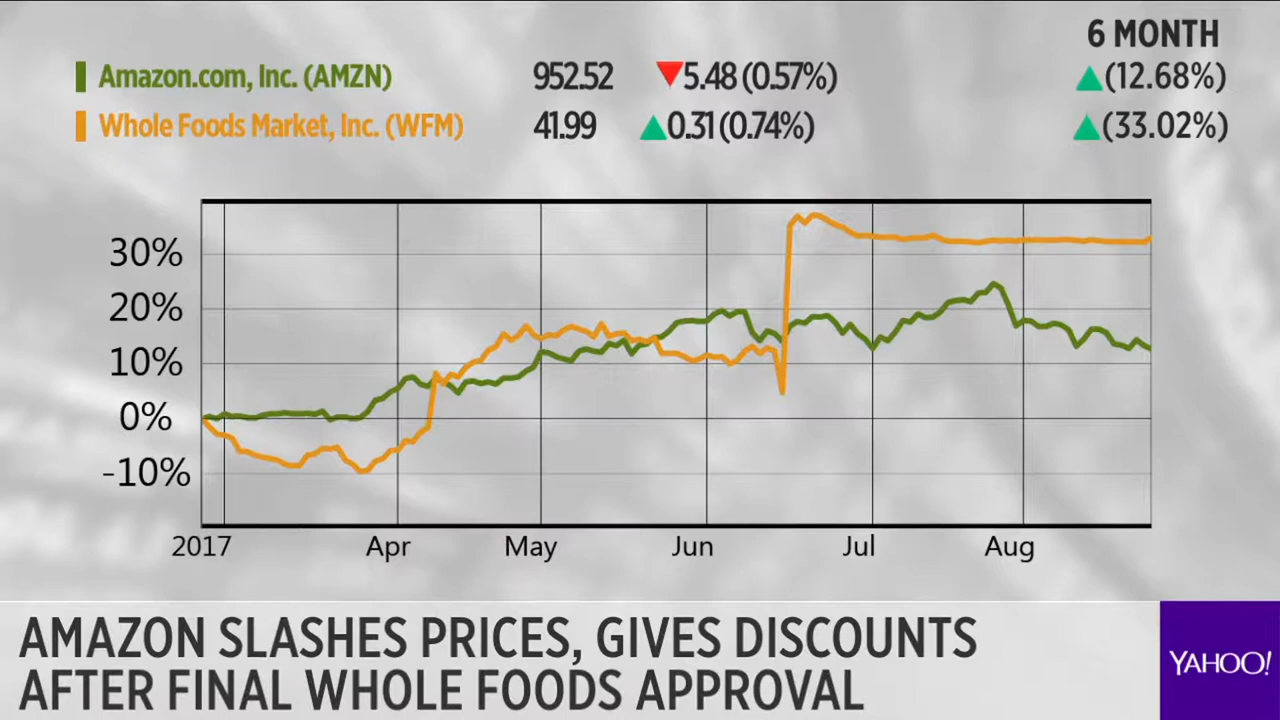 6 MONTH
Amazon.com, Inc. (AMZN) 952.52 ▼5.48 (0.57%) ▲(12.68%)
Whole Foods Market, Inc. (WFM) 41.99 ▲0.31 (0.74%) ▲(33.02%)
30%
20%
10%
0%
-10%
2017 Apr May Jun Jul Aug
AMAZON SLASHES PRICES, GIVES DISCOUNTS
AFTER FINAL WHOLE FOODS APPROVAL
YAHOO!